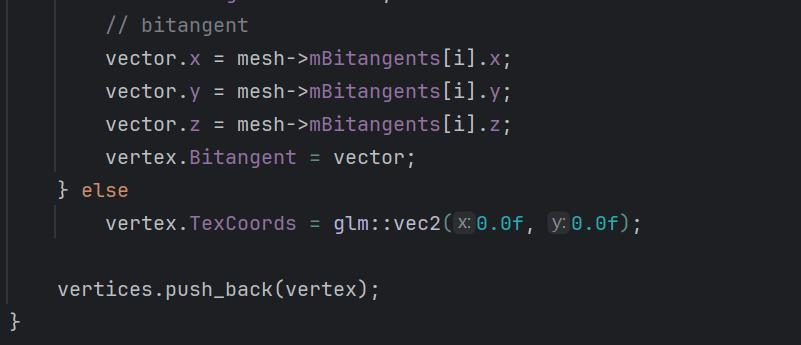 // bitangent
vector.x = mesh->mBitangents[i].x;
vector.y = mesh->mBitangents[i].y;
vector.z = mesh->mBitangents[i].z;
vertex.Bitangent = vector;
} else
vertex.TexCoords = glm::vec2(x:0.0f, y:0.0f);
vertices.push_back(vertex);
}